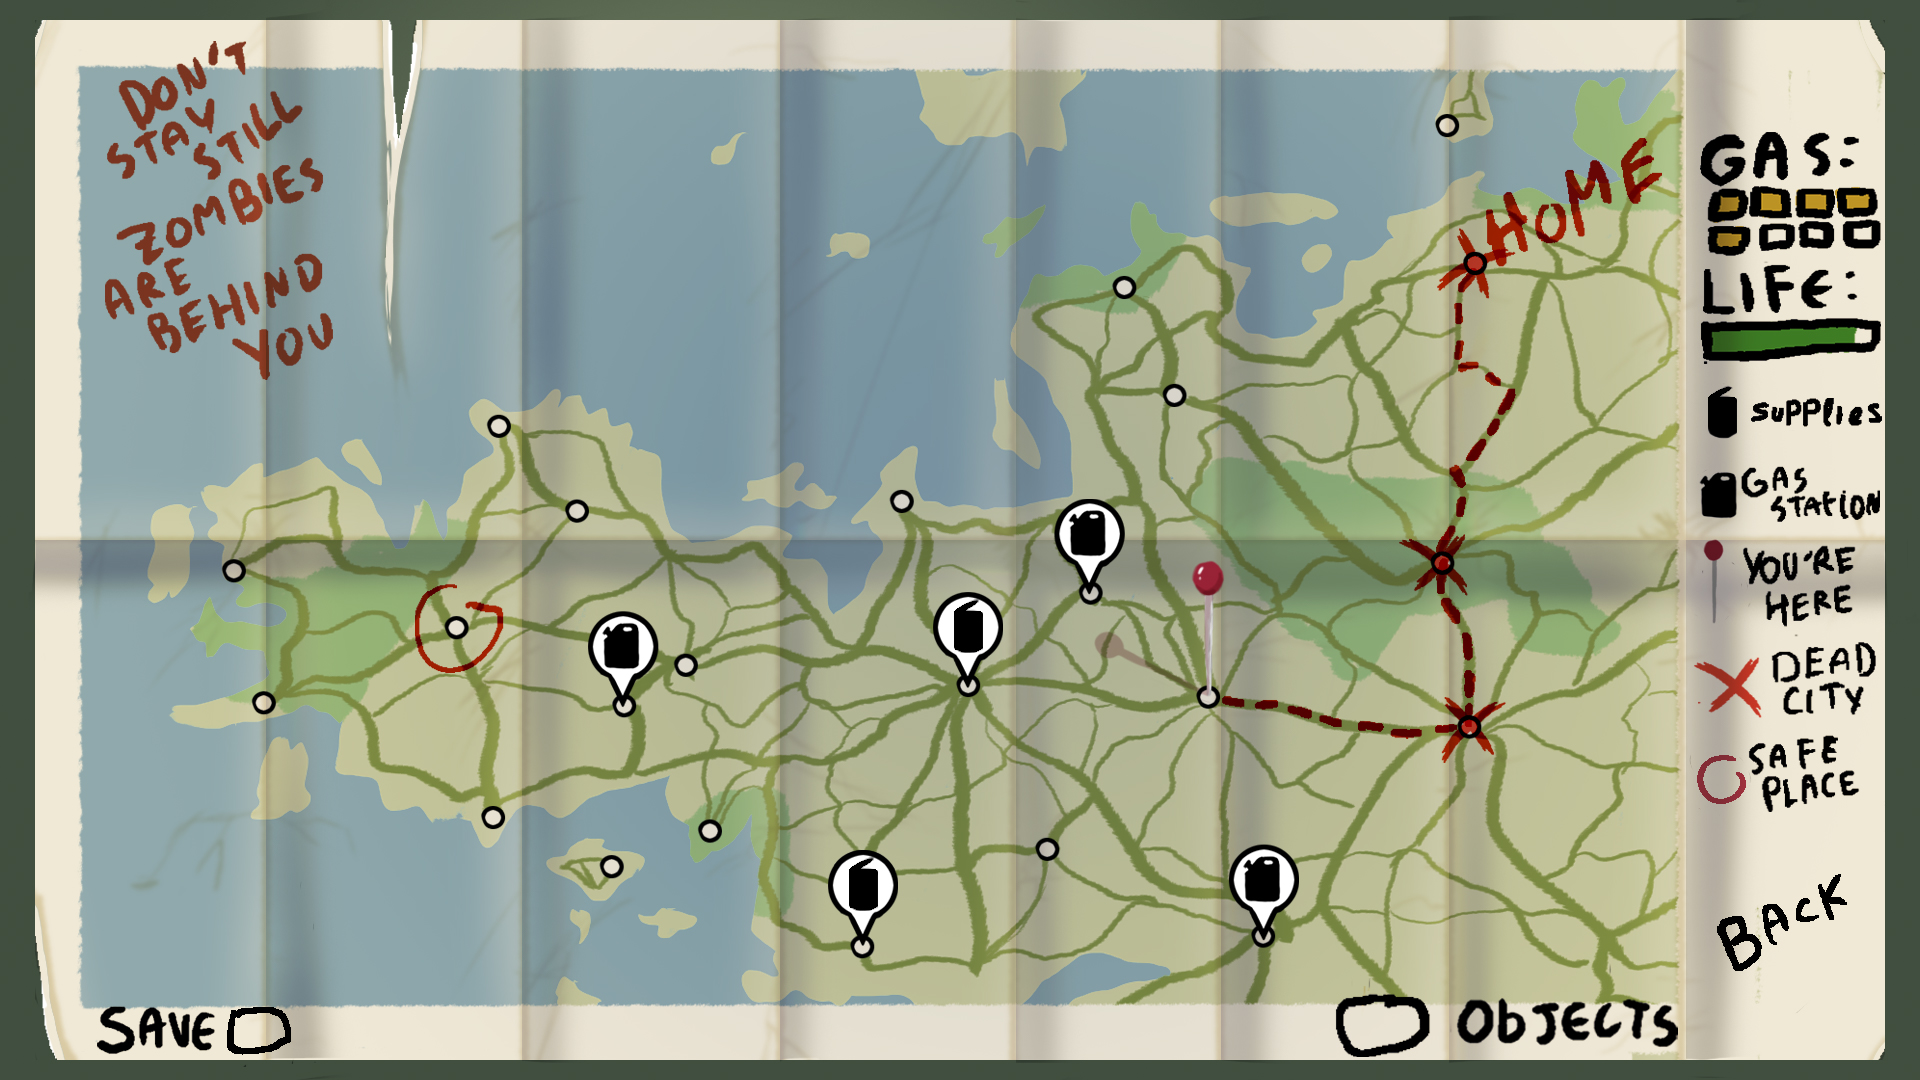 DON'T
STAY
STILL
ZOMBIES
ARE
BEHIND
YOU
HOME
GAS:
LIFE:
SUPPLIES
GAS
STATION
YOU'RE
HERE
DEAD
CITY
SAFE
PLACE
BACK
SAVE
OBJECTS